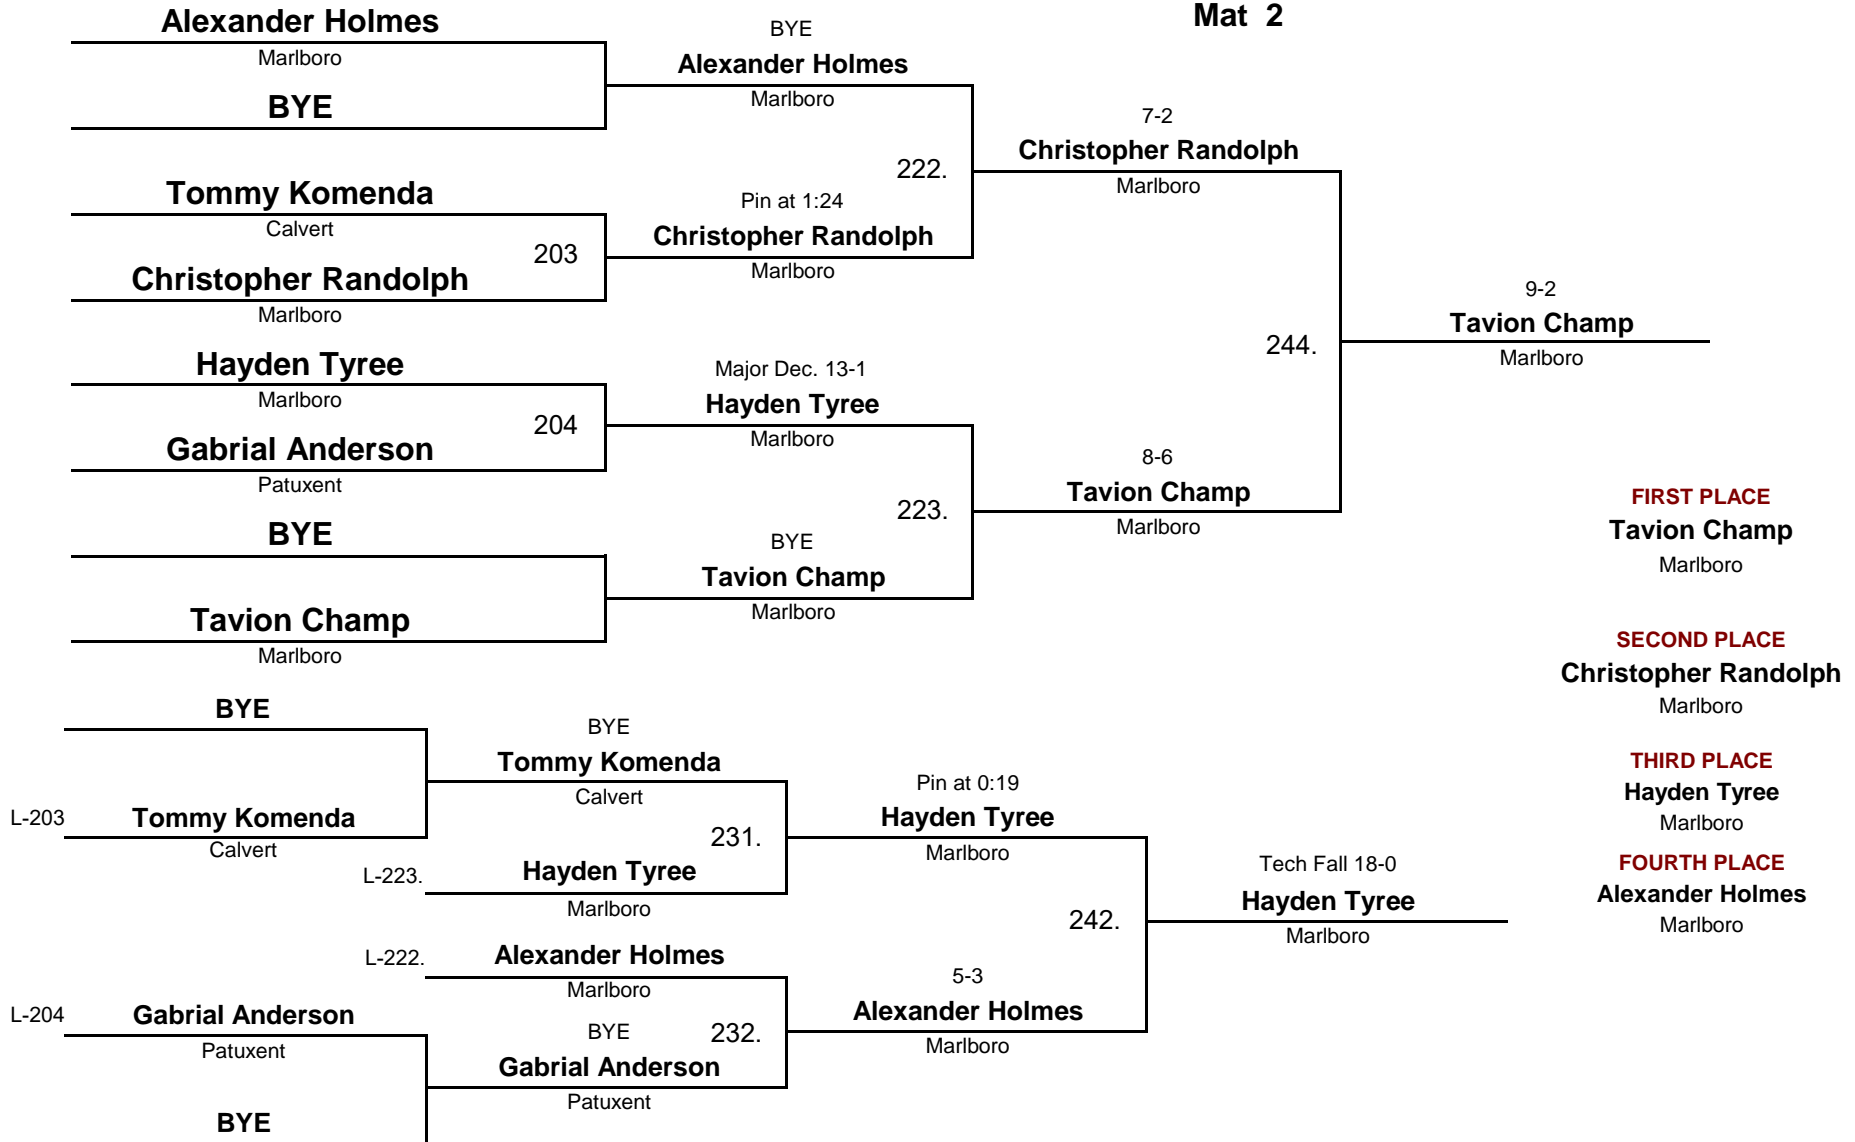 Mat 2
Alexander Holmes
Marlboro
BYE
Tommy Komenda
Calvert
203
Christopher Randolph
Marlboro
Hayden Tyree
Marlboro
204
Gabrial Anderson
Patuxent
BYE
Tavion Champ
Marlboro
BYE
Alexander Holmes
Marlboro
222.
Pin at 1:24
Christopher Randolph
Marlboro
Major Dec. 13-1
Hayden Tyree
Marlboro
223.
BYE
Tavion Champ
Marlboro
7-2
Christopher Randolph
Marlboro
244.
8-6
Tavion Champ
Marlboro
9-2
Tavion Champ
Marlboro
FIRST PLACE
Tavion Champ
Marlboro
SECOND PLACE
Christopher Randolph
Marlboro
THIRD PLACE
Hayden Tyree
Marlboro
FOURTH PLACE
Alexander Holmes
Marlboro
BYE
L-203
Tommy Komenda
Calvert
L-204
Gabrial Anderson
Patuxent
BYE
BYE
Tommy Komenda
Calvert
231.
L-223.
Hayden Tyree
Marlboro
L-222.
Alexander Holmes
Marlboro
BYE
232.
Gabrial Anderson
Patuxent
Pin at 0:19
Hayden Tyree
Marlboro
242.
5-3
Alexander Holmes
Marlboro
Tech Fall 18-0
Hayden Tyree
Marlboro